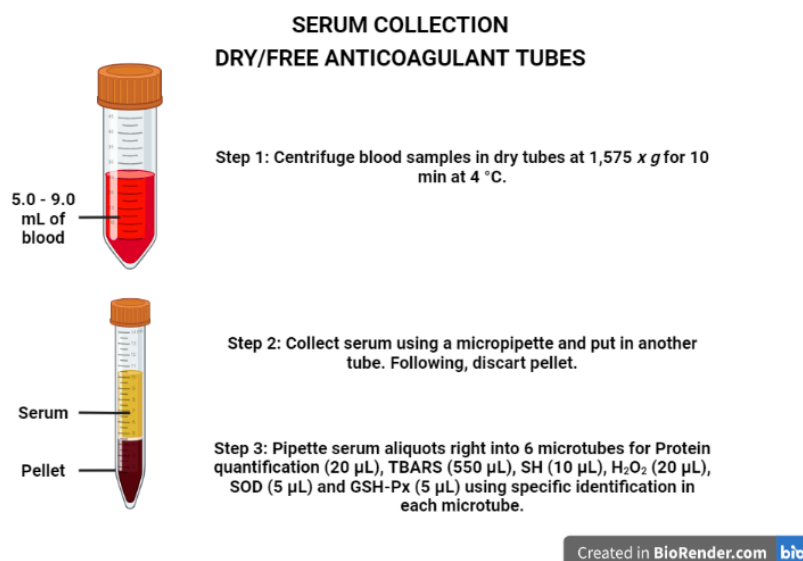 SERUM COLLECTION
DRY/FREE ANTICOAGULANT TUBES
5.0 - 9.0
mL of
blood
Step 1: Centrifuge blood samples in dry tubes at 1,575 x g for 10
min at 4 °C.
Step 2: Collect serum using a micropipette and put in another
tube. Following, discart pellet.
Serum
Pellet
Step 3: Pipette serum aliquots right into 6 microtubes for Protein
quantification (20 µL), TBARS (550 µL), SH (10 µL), H₂O₂ (20 µL),
SOD (5 µL) and GSH-Px (5 µL) using specific identification in
each microtube.
Created in BioRender.com bio